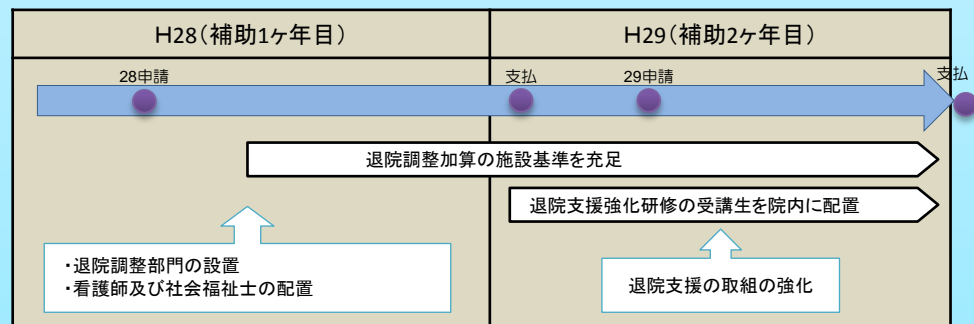 H28(補助1ヶ年目)
H29(補助2ヶ年目)
28申請
支払
29申請
支払
退院調整加算の施設基準を充足
退院支援強化研修の受講生を院内に配置
・退院調整部門の設置
・看護師及び社会福祉士の配置
退院支援の取組の強化